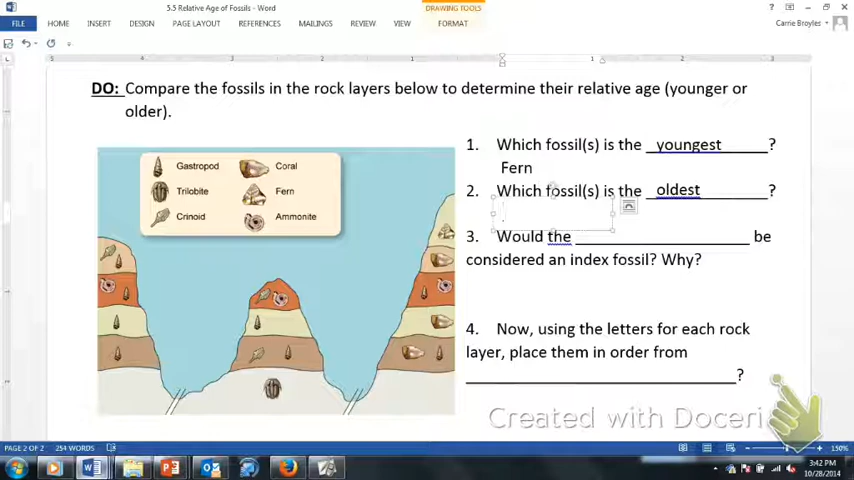 5.5 Relative Age of Fossils - Word
DRAWING TOOLS
FILE HOME INSERT DESIGN PAGE LAYOUT REFERENCES MAILINGS REVIEW VIEW FORMAT
Carrie Broyles
DO: Compare the fossils in the rock layers below to determine their relative age (younger or
older).
Gastropod Coral
Trilobite Fern
Crinoid Ammonite
1. Which fossil(s) is the youngest ?
Fern
2. Which fossil(s) is the oldest ?
3. Would the ____________________ be
considered an index fossil? Why?
4. Now, using the letters for each rock
layer, place them in order from
______________________________?
Created with Doceri
PAGE 2 OF 2 254 WORDS
150%
3:42 PM
10/28/2014